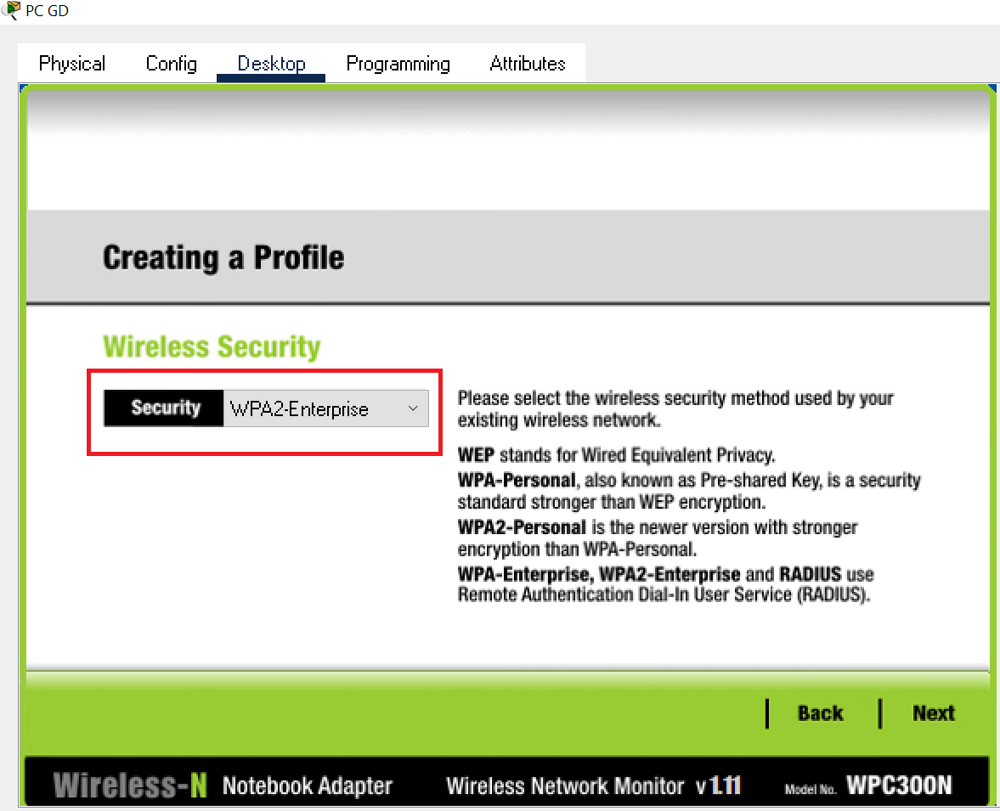 PC GD
Physical Config Desktop Programming Attributes
Creating a Profile
Wireless Security
Security WPA2-Enterprise
Please select the wireless security method used by your
existing wireless network.
WEP stands for Wired Equivalent Privacy.
WPA-Personal, also known as Pre-shared Key, is a security
standard stronger than WEP encryption.
WPA2-Personal is the newer version with stronger
encryption than WPA-Personal.
WPA-Enterprise, WPA2-Enterprise and RADIUS use
Remote Authentication Dial-In User Service (RADIUS).
Back Next
Wireless-N Notebook Adapter Wireless Network Monitor v1.11 Model No. WPC300N